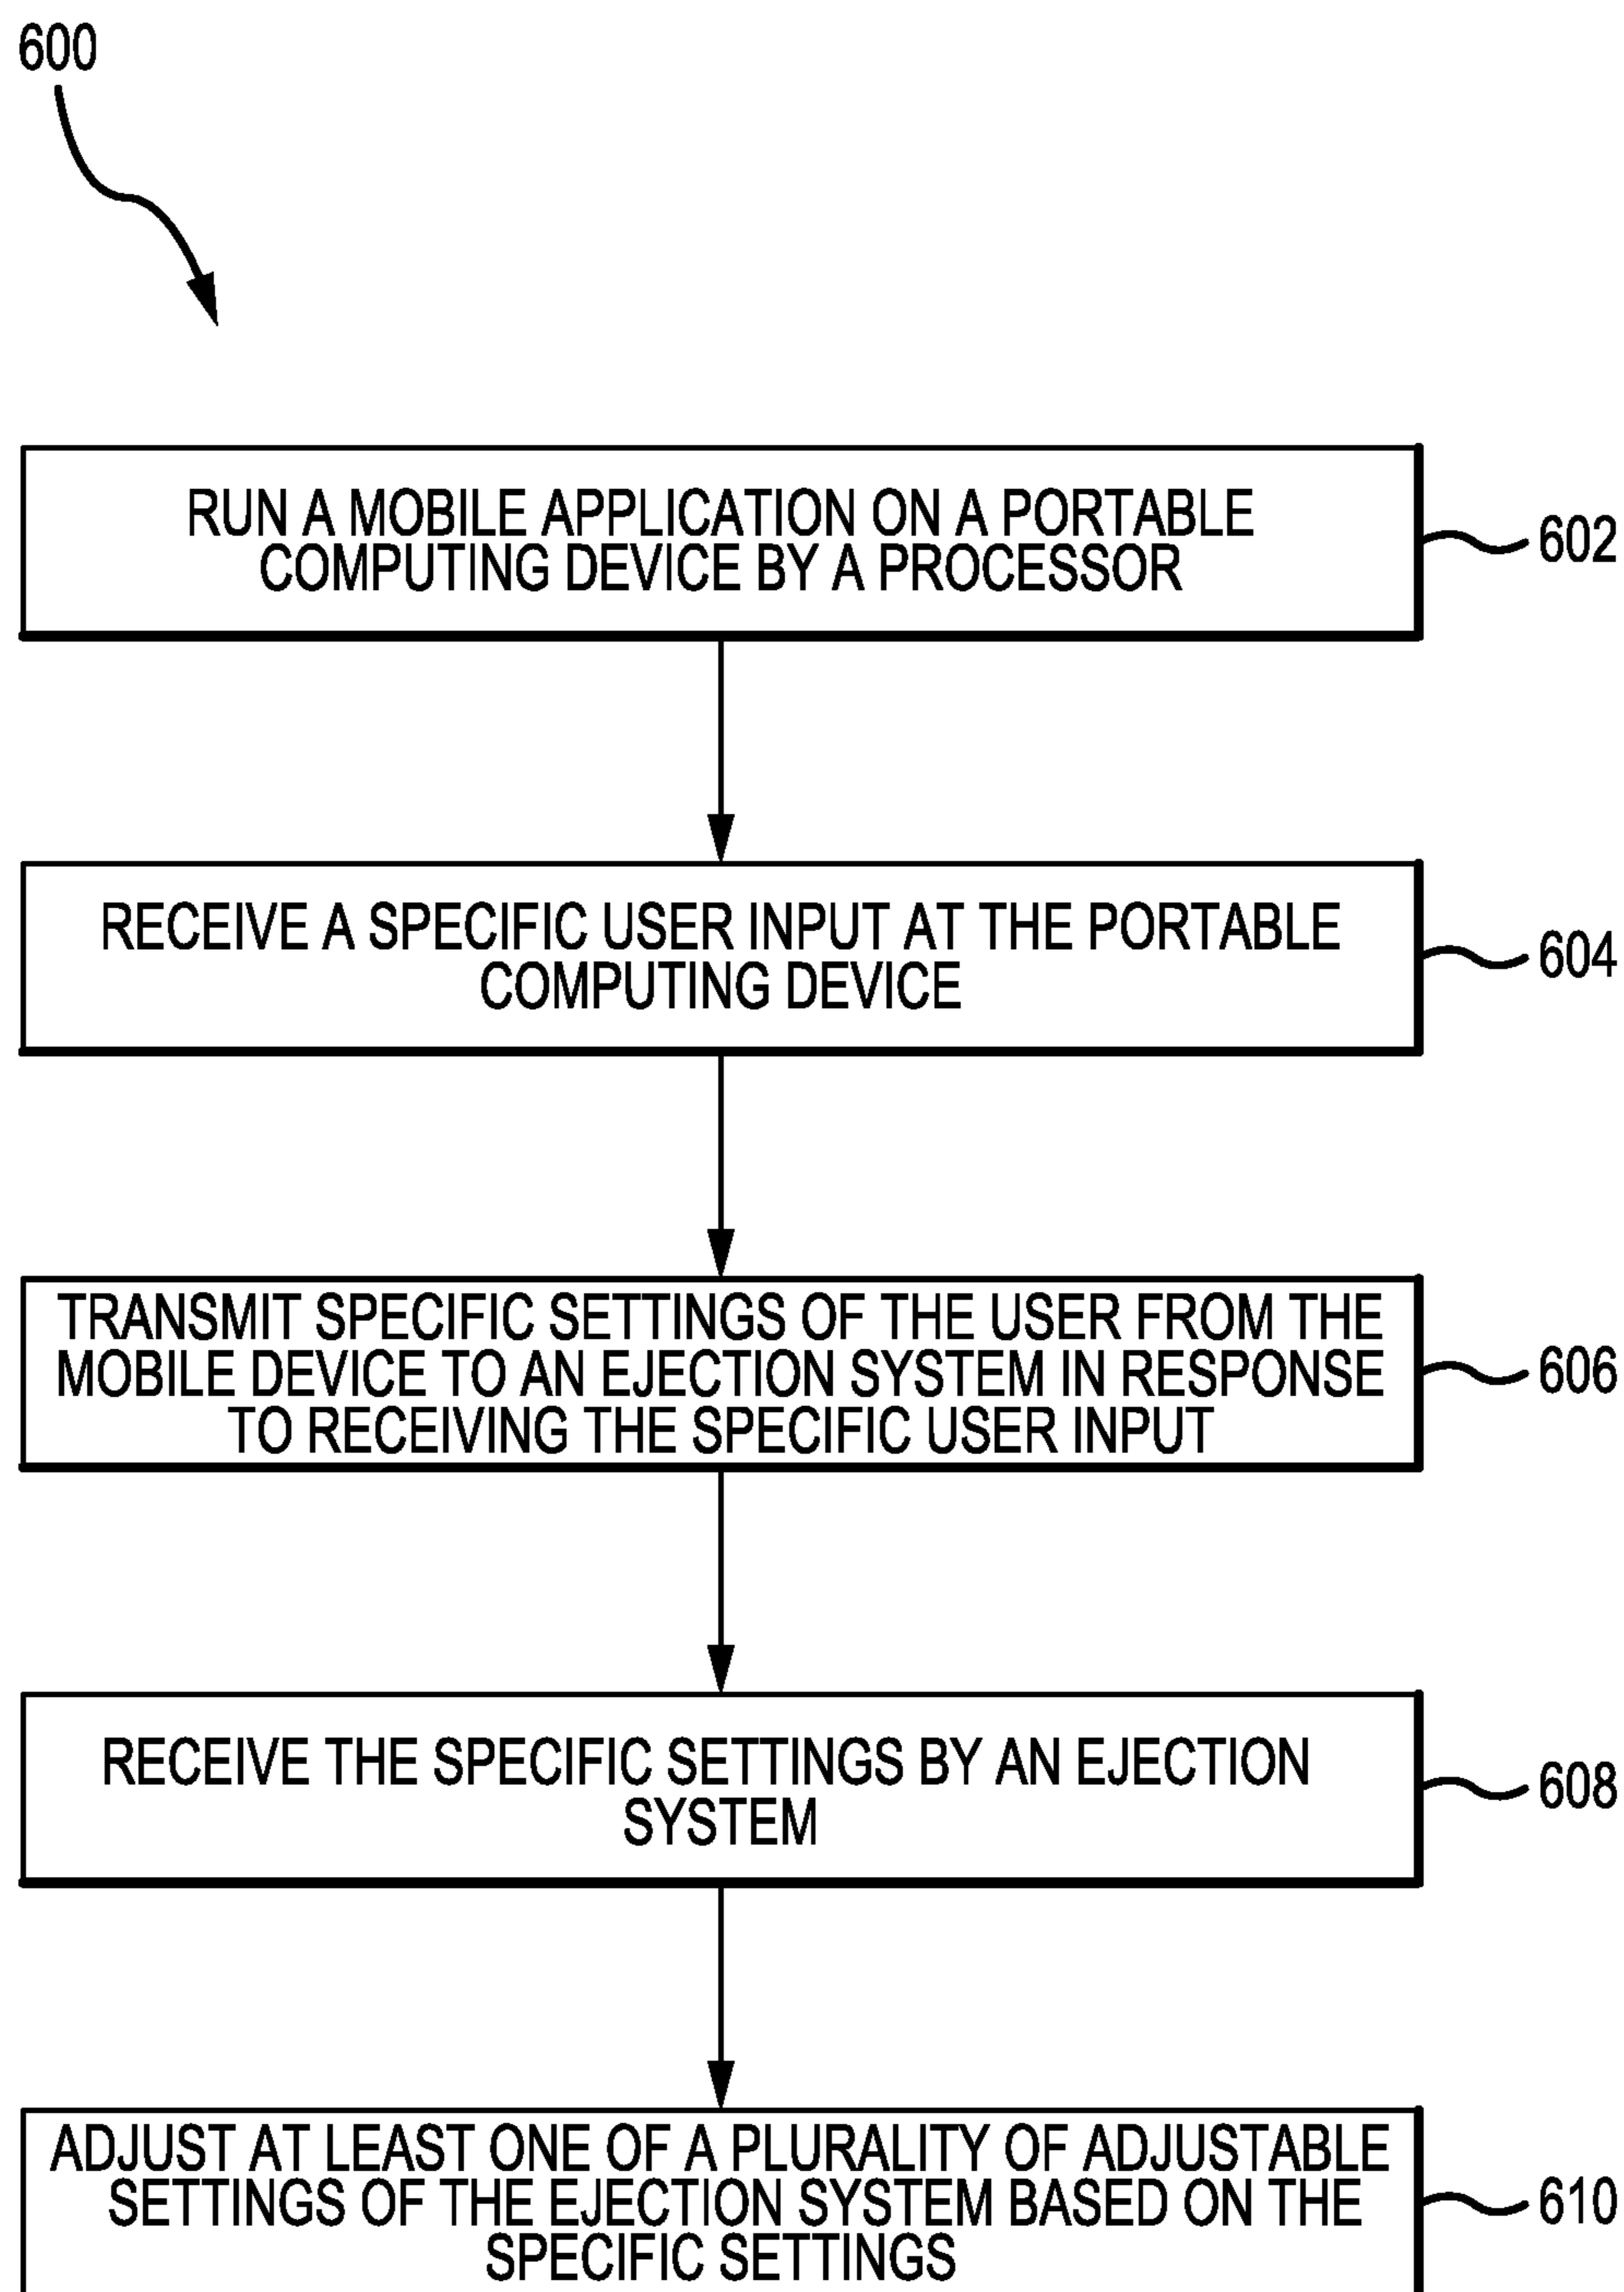 600
RUN A MOBILE APPLICATION ON A PORTABLE
COMPUTING DEVICE BY A PROCESSOR
602
RECEIVE A SPECIFIC USER INPUT AT THE PORTABLE
COMPUTING DEVICE
604
TRANSMIT SPECIFIC SETTINGS OF THE USER FROM THE
MOBILE DEVICE TO AN EJECTION SYSTEM IN RESPONSE
TO RECEIVING THE SPECIFIC USER INPUT
606
RECEIVE THE SPECIFIC SETTINGS BY AN EJECTION
SYSTEM
608
ADJUST AT LEAST ONE OF A PLURALITY OF ADJUSTABLE
SETTINGS OF THE EJECTION SYSTEM BASED ON THE
SPECIFIC SETTINGS
610